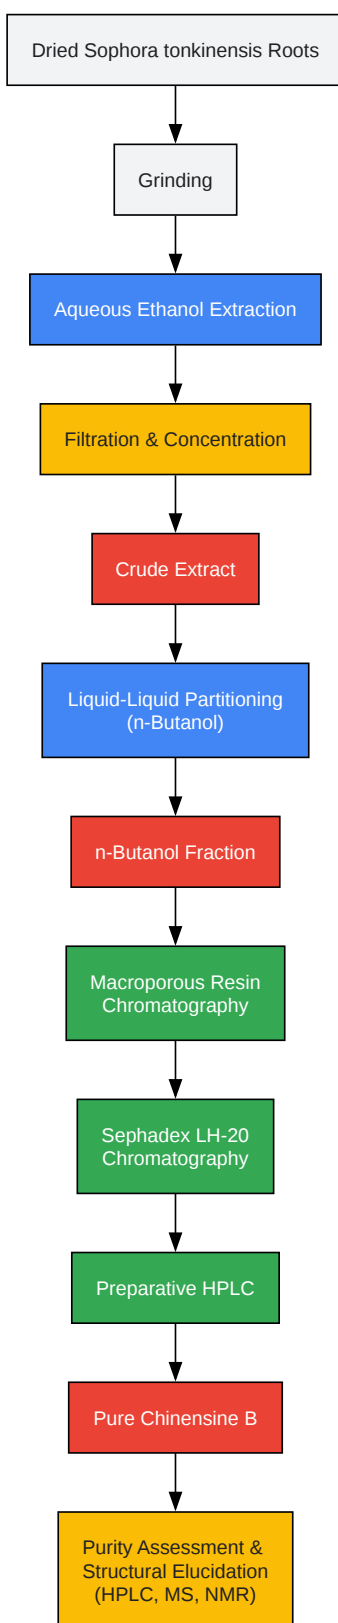 Dried Sophora tonkinensis Roots
Grinding
Aqueous Ethanol Extraction
Filtration & Concentration
Crude Extract
Liquid-Liquid Partitioning
(n-Butanol)
n-Butanol Fraction
Macroporous Resin
Chromatography
Sephadex LH-20
Chromatography
Preparative HPLC
Pure Chinensine B
Purity Assessment &
Structural Elucidation
(HPLC, MS, NMR)